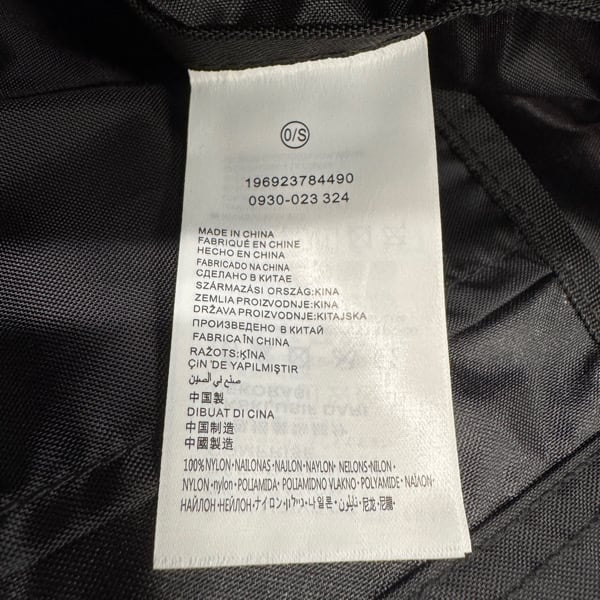 O/S
196923784490
0930-023 324
MADE IN CHINA
FABRIQUÉ EN CHINE
HECHO EN CHINA
FABRICADO NA CHINA
СДЕЛАНО В КИТАЕ
SZÁRMAZÁSI ORSZÁG:KINA
ZEMLJA PROIZVODNJE:KINA
DRŽAVA PROIZVODNJE:KITAJSKA
ПРОИЗВЕДЕНО В КИТАЙ
FABRICA ÎN CHINA
RAŽOTS:ĶĪNA
ÇİN 'DE YAPILMIŞTIR
صنع في الصين
中国製
DIBUAT DI CINA
中国制造
中國製造
100%NYLON·NAILONAS·NAJLON·NAYLON·NEILONS·NILON·
NYLON·nylon·POLIAMIDA·POLIAMIDNO VLAKNO·POLYAMIDE·ΝΑΪΛΟΝ·
НАЙЛОН·НЕЙЛОН·ナイロン·ניילון·나일론·نايلون·尼龙·尼龍·